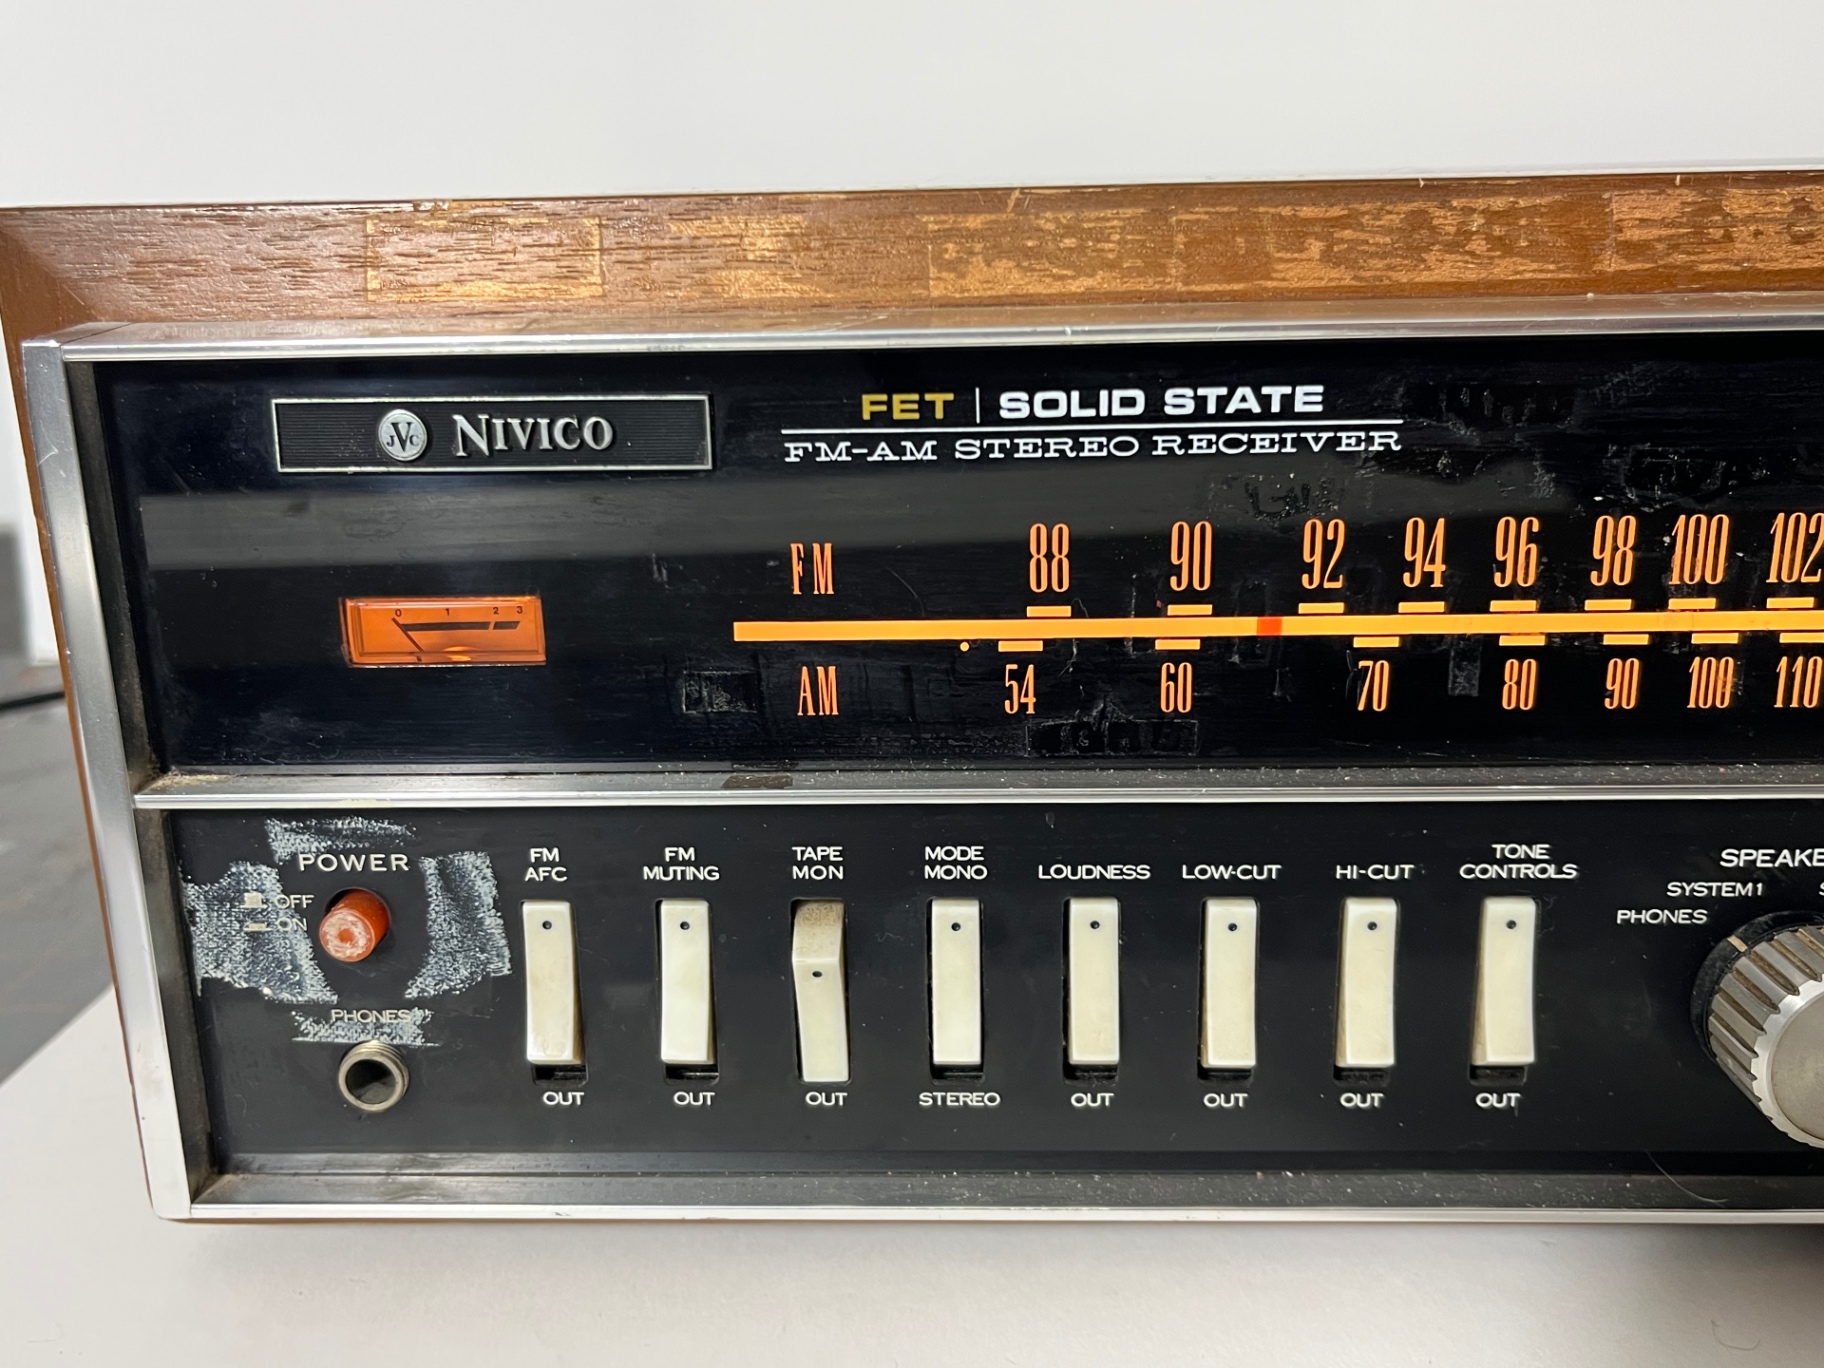 JVC NIVICO
FET | SOLID STATE
FM-AM STEREO RECEIVER
FM 88 90 92 94 96 98 100 102
0 1 2 3
AM 54 60 70 80 90 100 110
POWER
OFF
ON
PHONES
FM
AFC
OUT
FM
MUTING
OUT
TAPE
MON
OUT
MODE
MONO
STEREO
LOUDNESS
OUT
LOW-CUT
OUT
HI-CUT
OUT
TONE
CONTROLS
OUT
SPEAKE
SYSTEM 1
PHONES